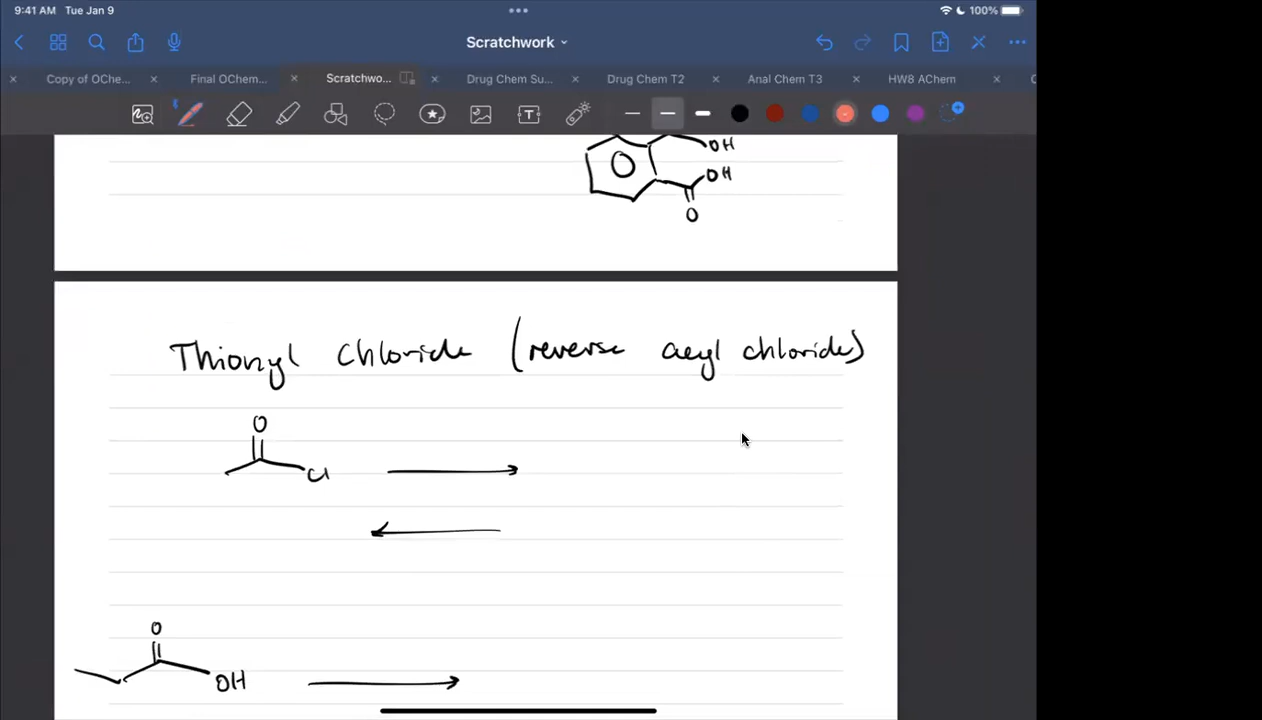 9:41 AM Tue Jan 9
100%
Scratchwork
Copy of OChe...
Final OChem...
Scratchwo...
Drug Chem Su...
Drug Chem T2
Anal Chem T3
HW8 AChem
T
OH
OH
O
Thionyl Chloride (reverse acyl chloride)
O
Cl
O
OH